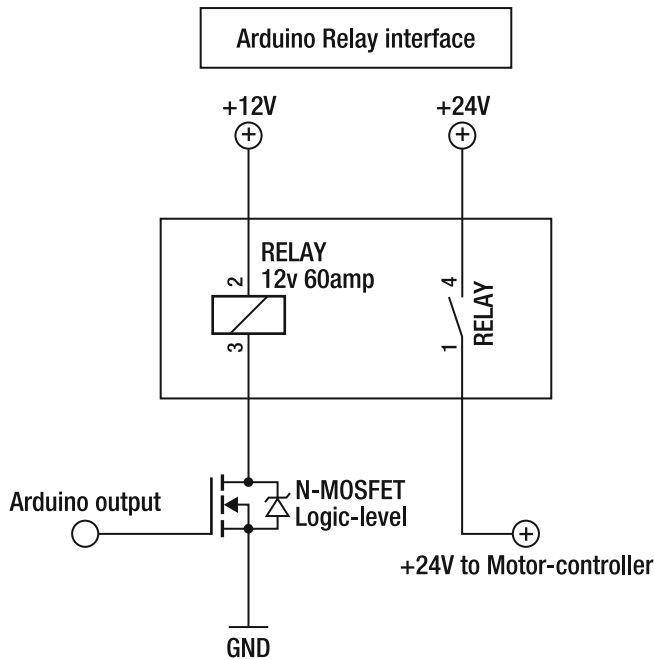 Arduino Relay interface
+12V
+24V
RELAY
12v 60amp
2
3
4
1
RELAY
Arduino output
N-MOSFET
Logic-level
+24V to Motor-controller
GND